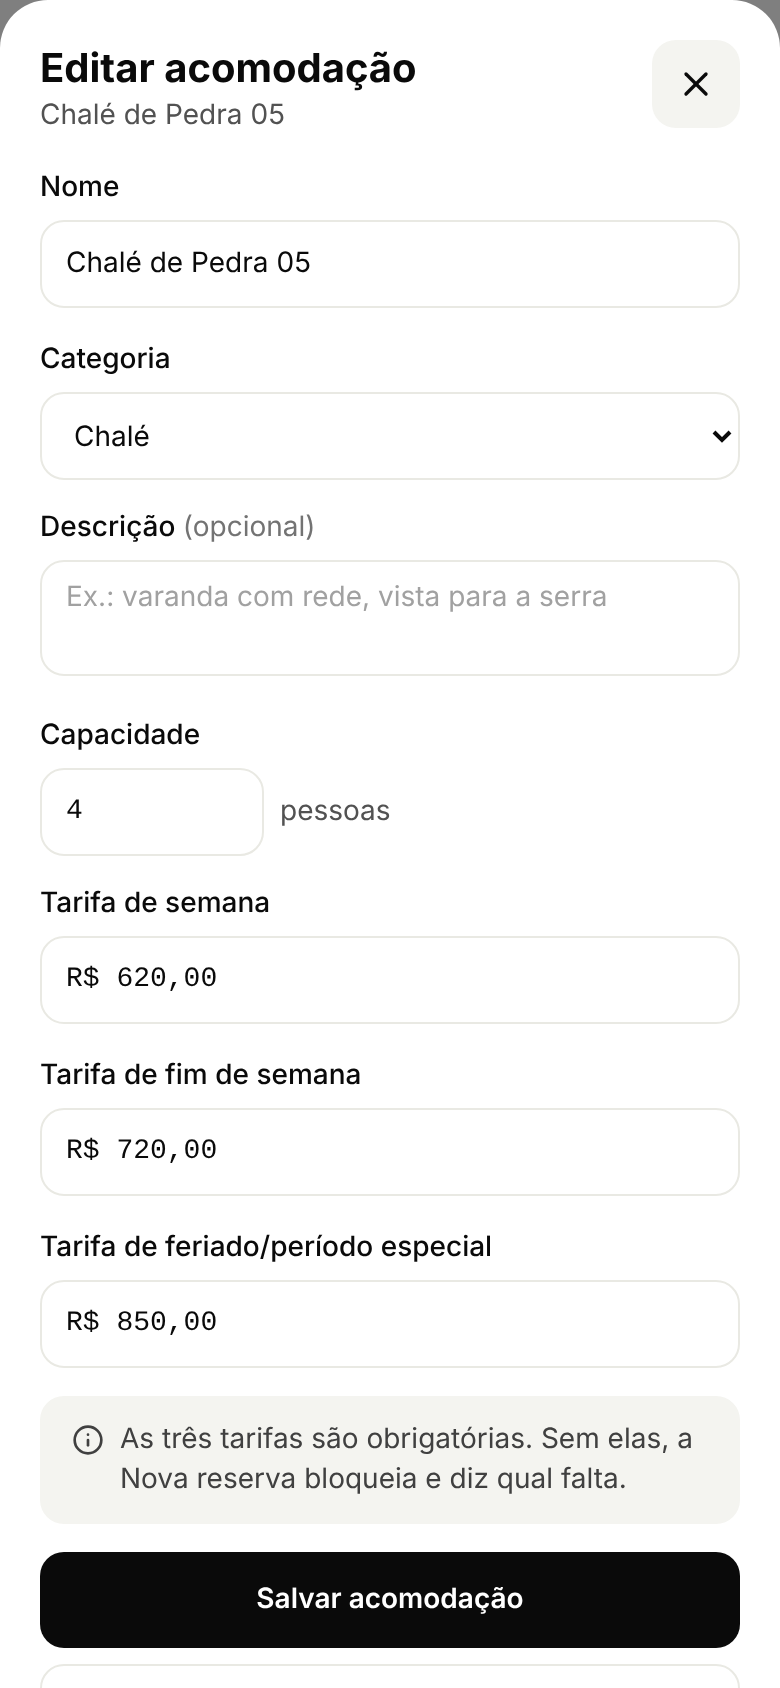 Editar acomodação
Chalé de Pedra 05
Nome
Chalé de Pedra 05
Categoria
Chalé
Descrição (opcional)
Ex.: varanda com rede, vista para a serra
Capacidade
4 pessoas
Tarifa de semana
R$ 620,00
Tarifa de fim de semana
R$ 720,00
Tarifa de feriado/período especial
R$ 850,00
As três tarifas são obrigatórias. Sem elas, a
Nova reserva bloqueia e diz qual falta.
Salvar acomodação